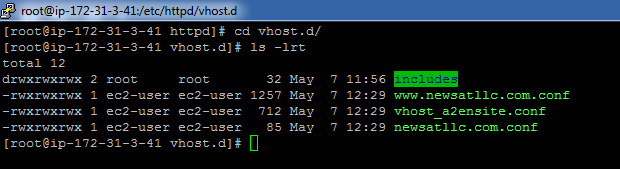 root@ip-172-31-3-41:/etc/httpd/vhost.d
[root@ip-172-31-3-41 httpd]# cd vhost.d/
[root@ip-172-31-3-41 vhost.d]# ls -lrt
total 12
drwxrwxrwx 2 root     root       32 May  7 11:56 includes
-rwxrwxrwx 1 ec2-user ec2-user 1257 May  7 12:29 www.newsatllc.com.conf
-rwxrwxrwx 1 ec2-user ec2-user  712 May  7 12:29 vhost_a2ensite.conf
-rwxrwxrwx 1 ec2-user ec2-user   85 May  7 12:29 newsatllc.com.conf
[root@ip-172-31-3-41 vhost.d]#